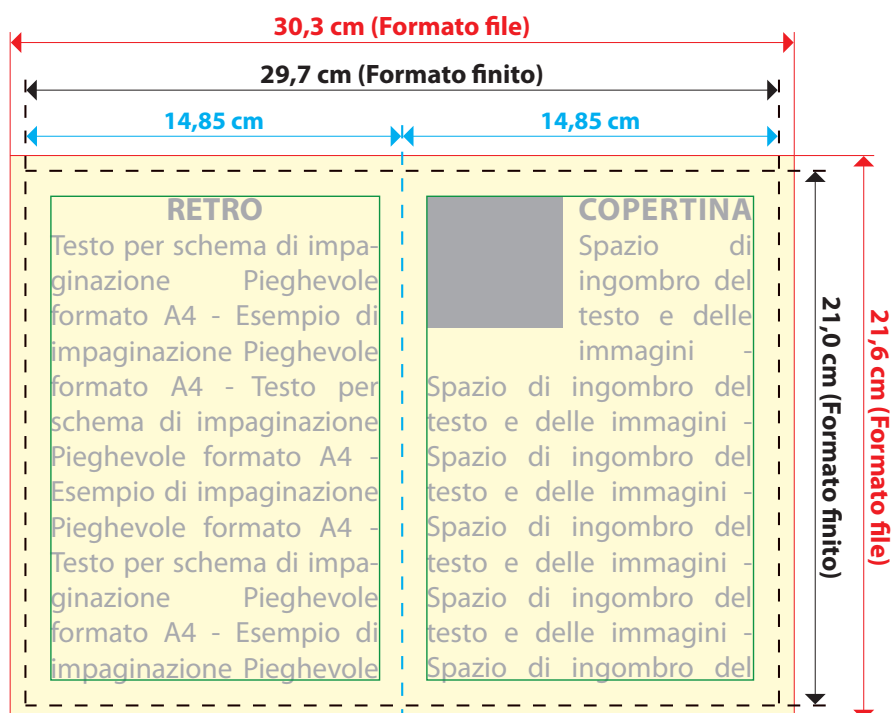 30,3 cm (Formato file)
29,7 cm (Formato finito)
14,85 cm
14,85 cm
RETRO
Testo per schema di impa-
ginazione Pieghevole
formato A4 - Esempio di
impaginazione Pieghevole
formato A4 - Testo per
schema di impaginazione
Pieghevole formato A4 -
Esempio di impaginazione
Pieghevole formato A4 -
Testo per schema di impa-
ginazione Pieghevole
formato A4 - Esempio di
impaginazione Pieghevole
COPERTINA
Spazio di
ingombro del
testo e delle
immagini -
Spazio di ingombro del
testo e delle immagini -
Spazio di ingombro del
testo e delle immagini -
Spazio di ingombro del
testo e delle immagini -
Spazio di ingombro del
testo e delle immagini -
Spazio di ingombro del
21,0 cm (Formato finito)
21,6 cm (Formato file)